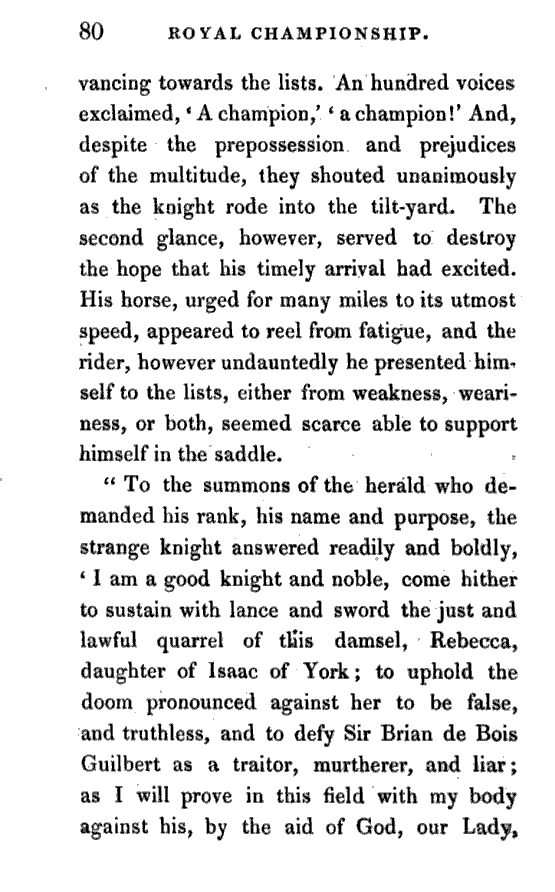 80 ROYAL CHAMPIONSHIP.
vancing towards the lists. An hundred voices
exclaimed, ‘ A champion,’ ‘ a champion!’ And,
despite the prepossession and prejudices
of the multitude, they shouted unanimously
as the knight rode into the tilt-yard. The
second glance, however, served to destroy
the hope that his timely arrival had excited.
His horse, urged for many miles to its utmost
speed, appeared to reel from fatigue, and the
rider, however undauntedly he presented him-
self to the lists, either from weakness, weari-
ness, or both, seemed scarce able to support
himself in the saddle.
“ To the summons of the herald who de-
manded his rank, his name and purpose, the
strange knight answered readily and boldly,
‘ I am a good knight and noble, come hither
to sustain with lance and sword the just and
lawful quarrel of this damsel, Rebecca,
daughter of Isaac of York; to uphold the
doom pronounced against her to be false,
and truthless, and to defy Sir Brian de Bois
Guilbert as a traitor, murtherer, and liar;
as I will prove in this field with my body
against his, by the aid of God, our Lady,